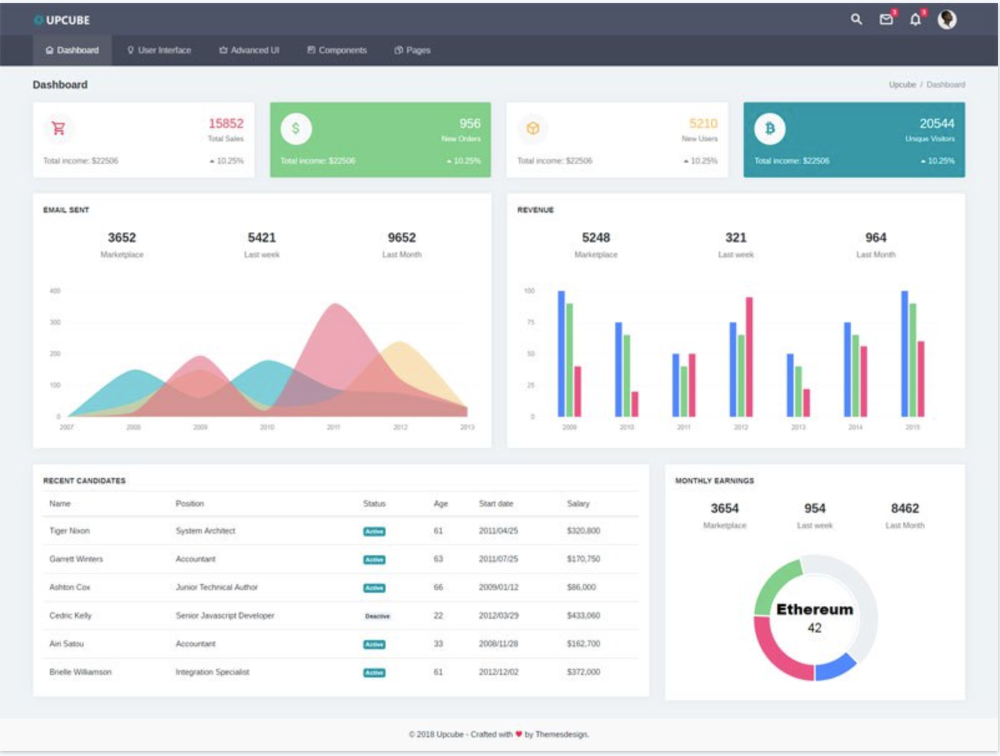 UPCUBE
3 3
Dashboard User Interface Advanced UI Components Pages
Dashboard
Upcube / Dashboard
15852
Total Sales
Total income: $22506 10.25%
$
956
New Orders
Total income: $22506 10.25%
5210
New Users
Total income: $22506 10.25%
20544
Unique Visitors
Total income: $22506 10.25%
EMAIL SENT
3652 5421 9652
Marketplace Last week Last Month
400
300
200
100
0
2007 2008 2009 2010 2011 2012 2013
REVENUE
5248 321 964
Marketplace Last week Last Month
100
75
50
25
0
2009 2010 2011 2012 2013 2014 2015
RECENT CANDIDATES
Name Position Status Age Start date Salary
Tiger Nixon System Architect Active 61 2011/04/25 $320,800
Garrett Winters Accountant Active 63 2011/07/25 $170,750
Ashton Cox Junior Technical Author Active 66 2009/01/12 $86,000
Cedric Kelly Senior Javascript Developer Deactive 22 2012/03/29 $433,060
Airi Satou Accountant Active 33 2008/11/28 $162,700
Brielle Williamson Integration Specialist Active 61 2012/12/02 $372,000
MONTHLY EARNINGS
3654 954 8462
Marketplace Last week Last Month
Ethereum
42
© 2018 Upcube - Crafted with ♥ by Themesdesign.